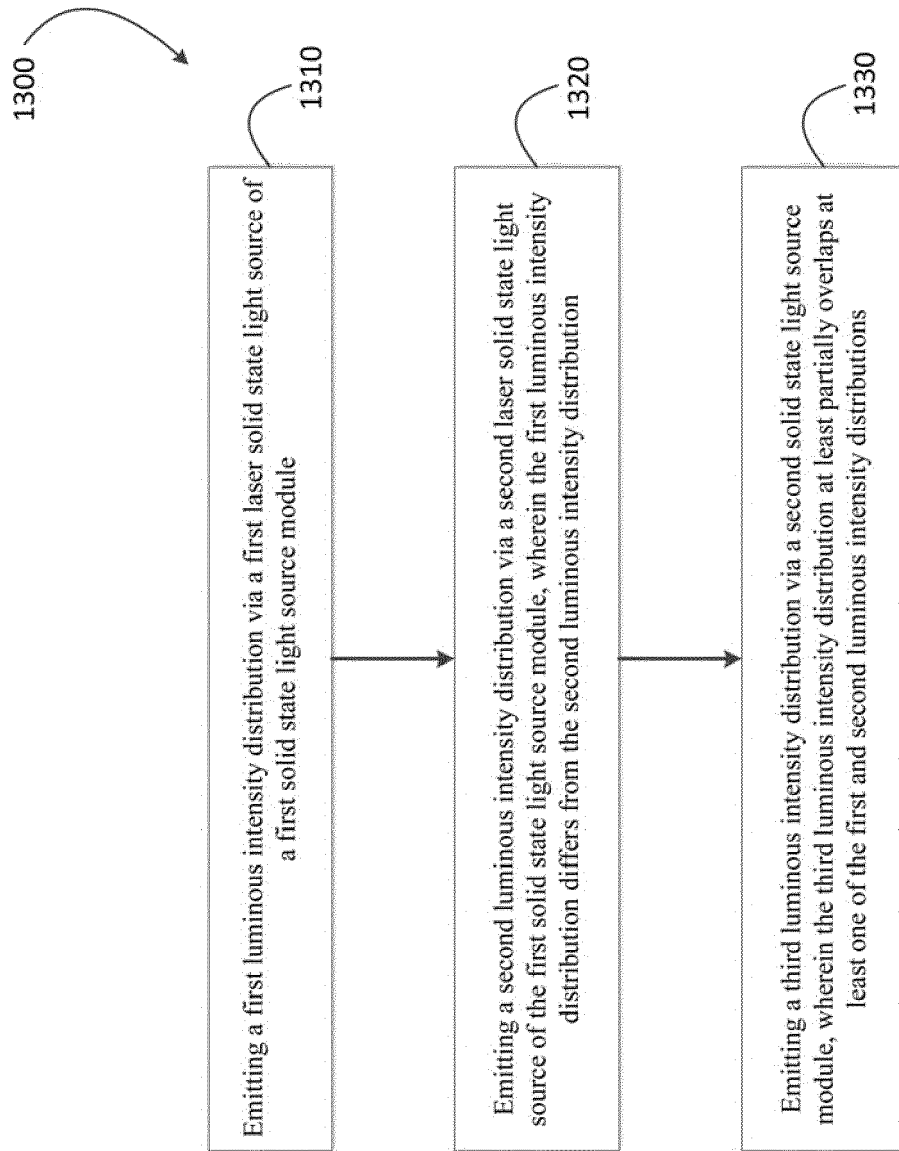 1300
1310
Emitting a first luminous intensity distribution via a first laser solid state light source of
a first solid state light source module
1320
Emitting a second luminous intensity distribution via a second laser solid state light
source of the first solid state light source module, wherein the first luminous intensity
distribution differs from the second luminous intensity distribution
1330
Emitting a third luminous intensity distribution via a second solid state light source
module, wherein the third luminous intensity distribution at least partially overlaps at
least one of the first and second luminous intensity distributions